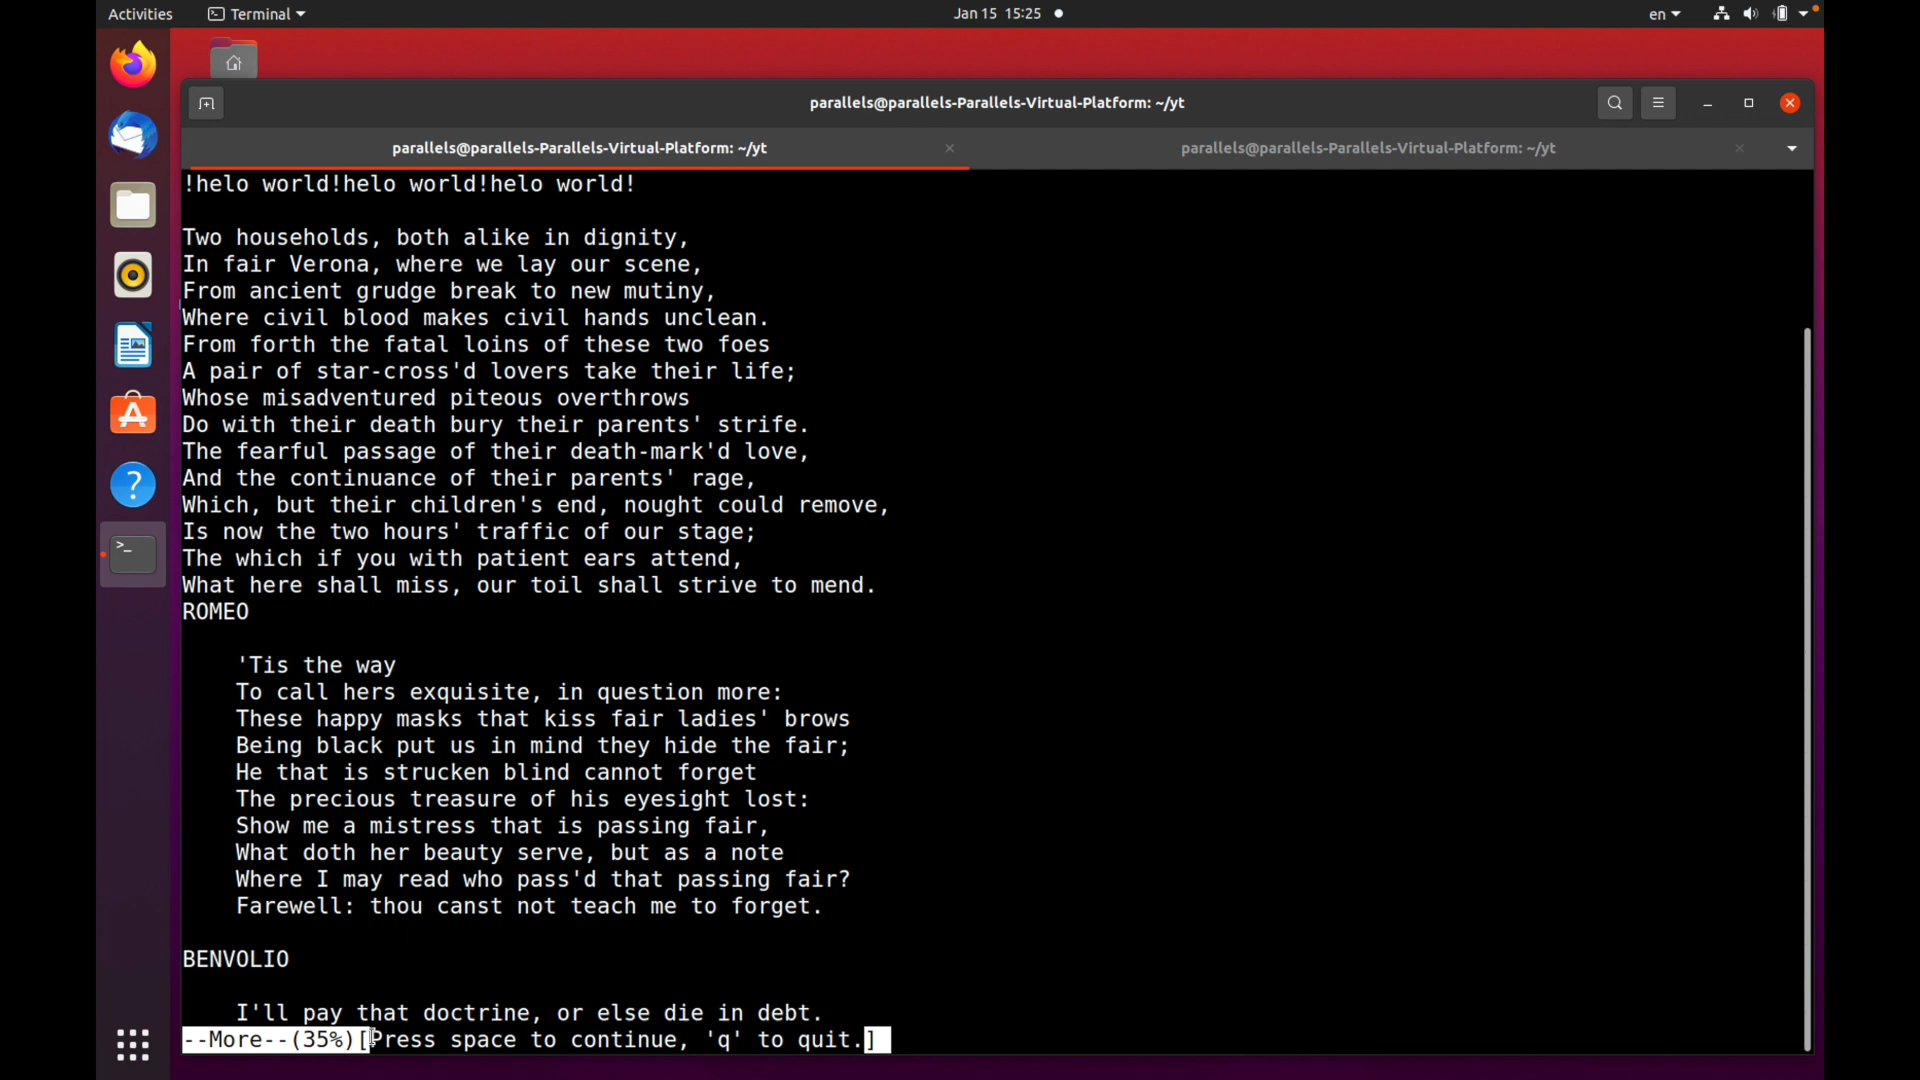 Activities
Terminal
Jan 15 15:25
en
parallels@parallels-Parallels-Virtual-Platform: ~/yt
parallels@parallels-Parallels-Virtual-Platform: ~/yt
parallels@parallels-Parallels-Virtual-Platform: ~/yt
!helo world!helo world!helo world!
Two households, both alike in dignity,
In fair Verona, where we lay our scene,
From ancient grudge break to new mutiny,
Where civil blood makes civil hands unclean.
From forth the fatal loins of these two foes
A pair of star-cross'd lovers take their life;
Whose misadventured piteous overthrows
Do with their death bury their parents' strife.
The fearful passage of their death-mark'd love,
And the continuance of their parents' rage,
Which, but their children's end, nought could remove,
Is now the two hours' traffic of our stage;
The which if you with patient ears attend,
What here shall miss, our toil shall strive to mend.
ROMEO
'Tis the way
To call hers exquisite, in question more:
These happy masks that kiss fair ladies' brows
Being black put us in mind they hide the fair;
He that is strucken blind cannot forget
The precious treasure of his eyesight lost:
Show me a mistress that is passing fair,
What doth her beauty serve, but as a note
Where I may read who pass'd that passing fair?
Farewell: thou canst not teach me to forget.
BENVOLIO
I'll pay that doctrine, or else die in debt.
--More--(35%)[Press space to continue, 'q' to quit.]